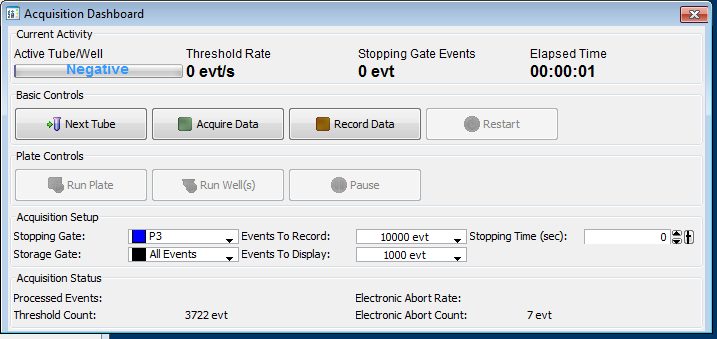 Acquisition Dashboard
Current Activity
Active Tube/Well Threshold Rate Stopping Gate Events Elapsed Time
Negative 0 evt/s 0 evt 00:00:01
Basic Controls
Next Tube Acquire Data Record Data Restart
Plate Controls
Run Plate Run Well(s) Pause
Acquisition Setup
Stopping Gate: P3 Events To Record: 10000 evt Stopping Time (sec): 0
Storage Gate: All Events Events To Display: 1000 evt
Acquisition Status
Processed Events: Electronic Abort Rate:
Threshold Count: 3722 evt Electronic Abort Count: 7 evt